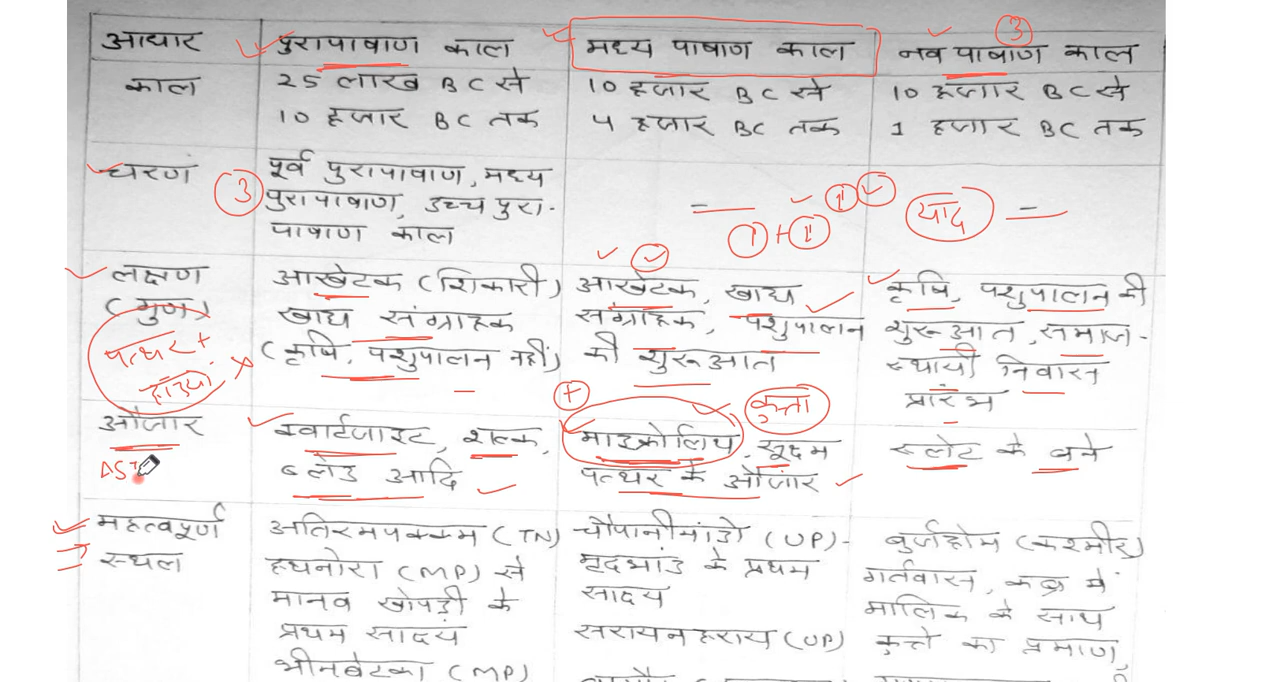 आधार पुरापाषाण काल मध्य पाषाण काल नव पाषाण काल
3
काल
25 लाख BC से
10 हजार BC तक
10 हजार BC से
4 हजार BC तक
10 हजार BC से
1 हजार BC तक
चरण
3
पूर्व पुरापाषाण, मध्य
पुरापाषाण, उच्च पुरा-
पाषाण काल
याद
लक्षण
(गुण)
पत्थर +
आखेटक (शिकारी)
खाद्य संग्राहक
(कृषि, पशुपालन नहीं)
आखेटक, खाद्य
संग्राहक, पशुपालन
की शुरूआत
कृषि, पशुपालन की
शुरूआत, समाज-
स्थायी निवास
प्रारंभ
औजार
AST
क्वार्टजाइट, शल्क,
ब्लेड आदि
कुत्ता
माइक्रोलिथ, सूक्ष्म
पत्थर के औजार
स्लेट के बने
महत्वपूर्ण
स्थल
अतिरमपक्कम (TN)
हथनोरा (MP) से
मानव खोपड़ी के
प्रथम साक्ष्य
भीमबेटका (MP)
चौपानीमांडो (UP)-
मृदभांड के प्रथम
साक्ष्य
सरायनहराय (UP)
बुर्जहोम (कश्मीर)
गर्तवास, कब्र में
मालिक के साथ
कुत्ते का प्रमाण,